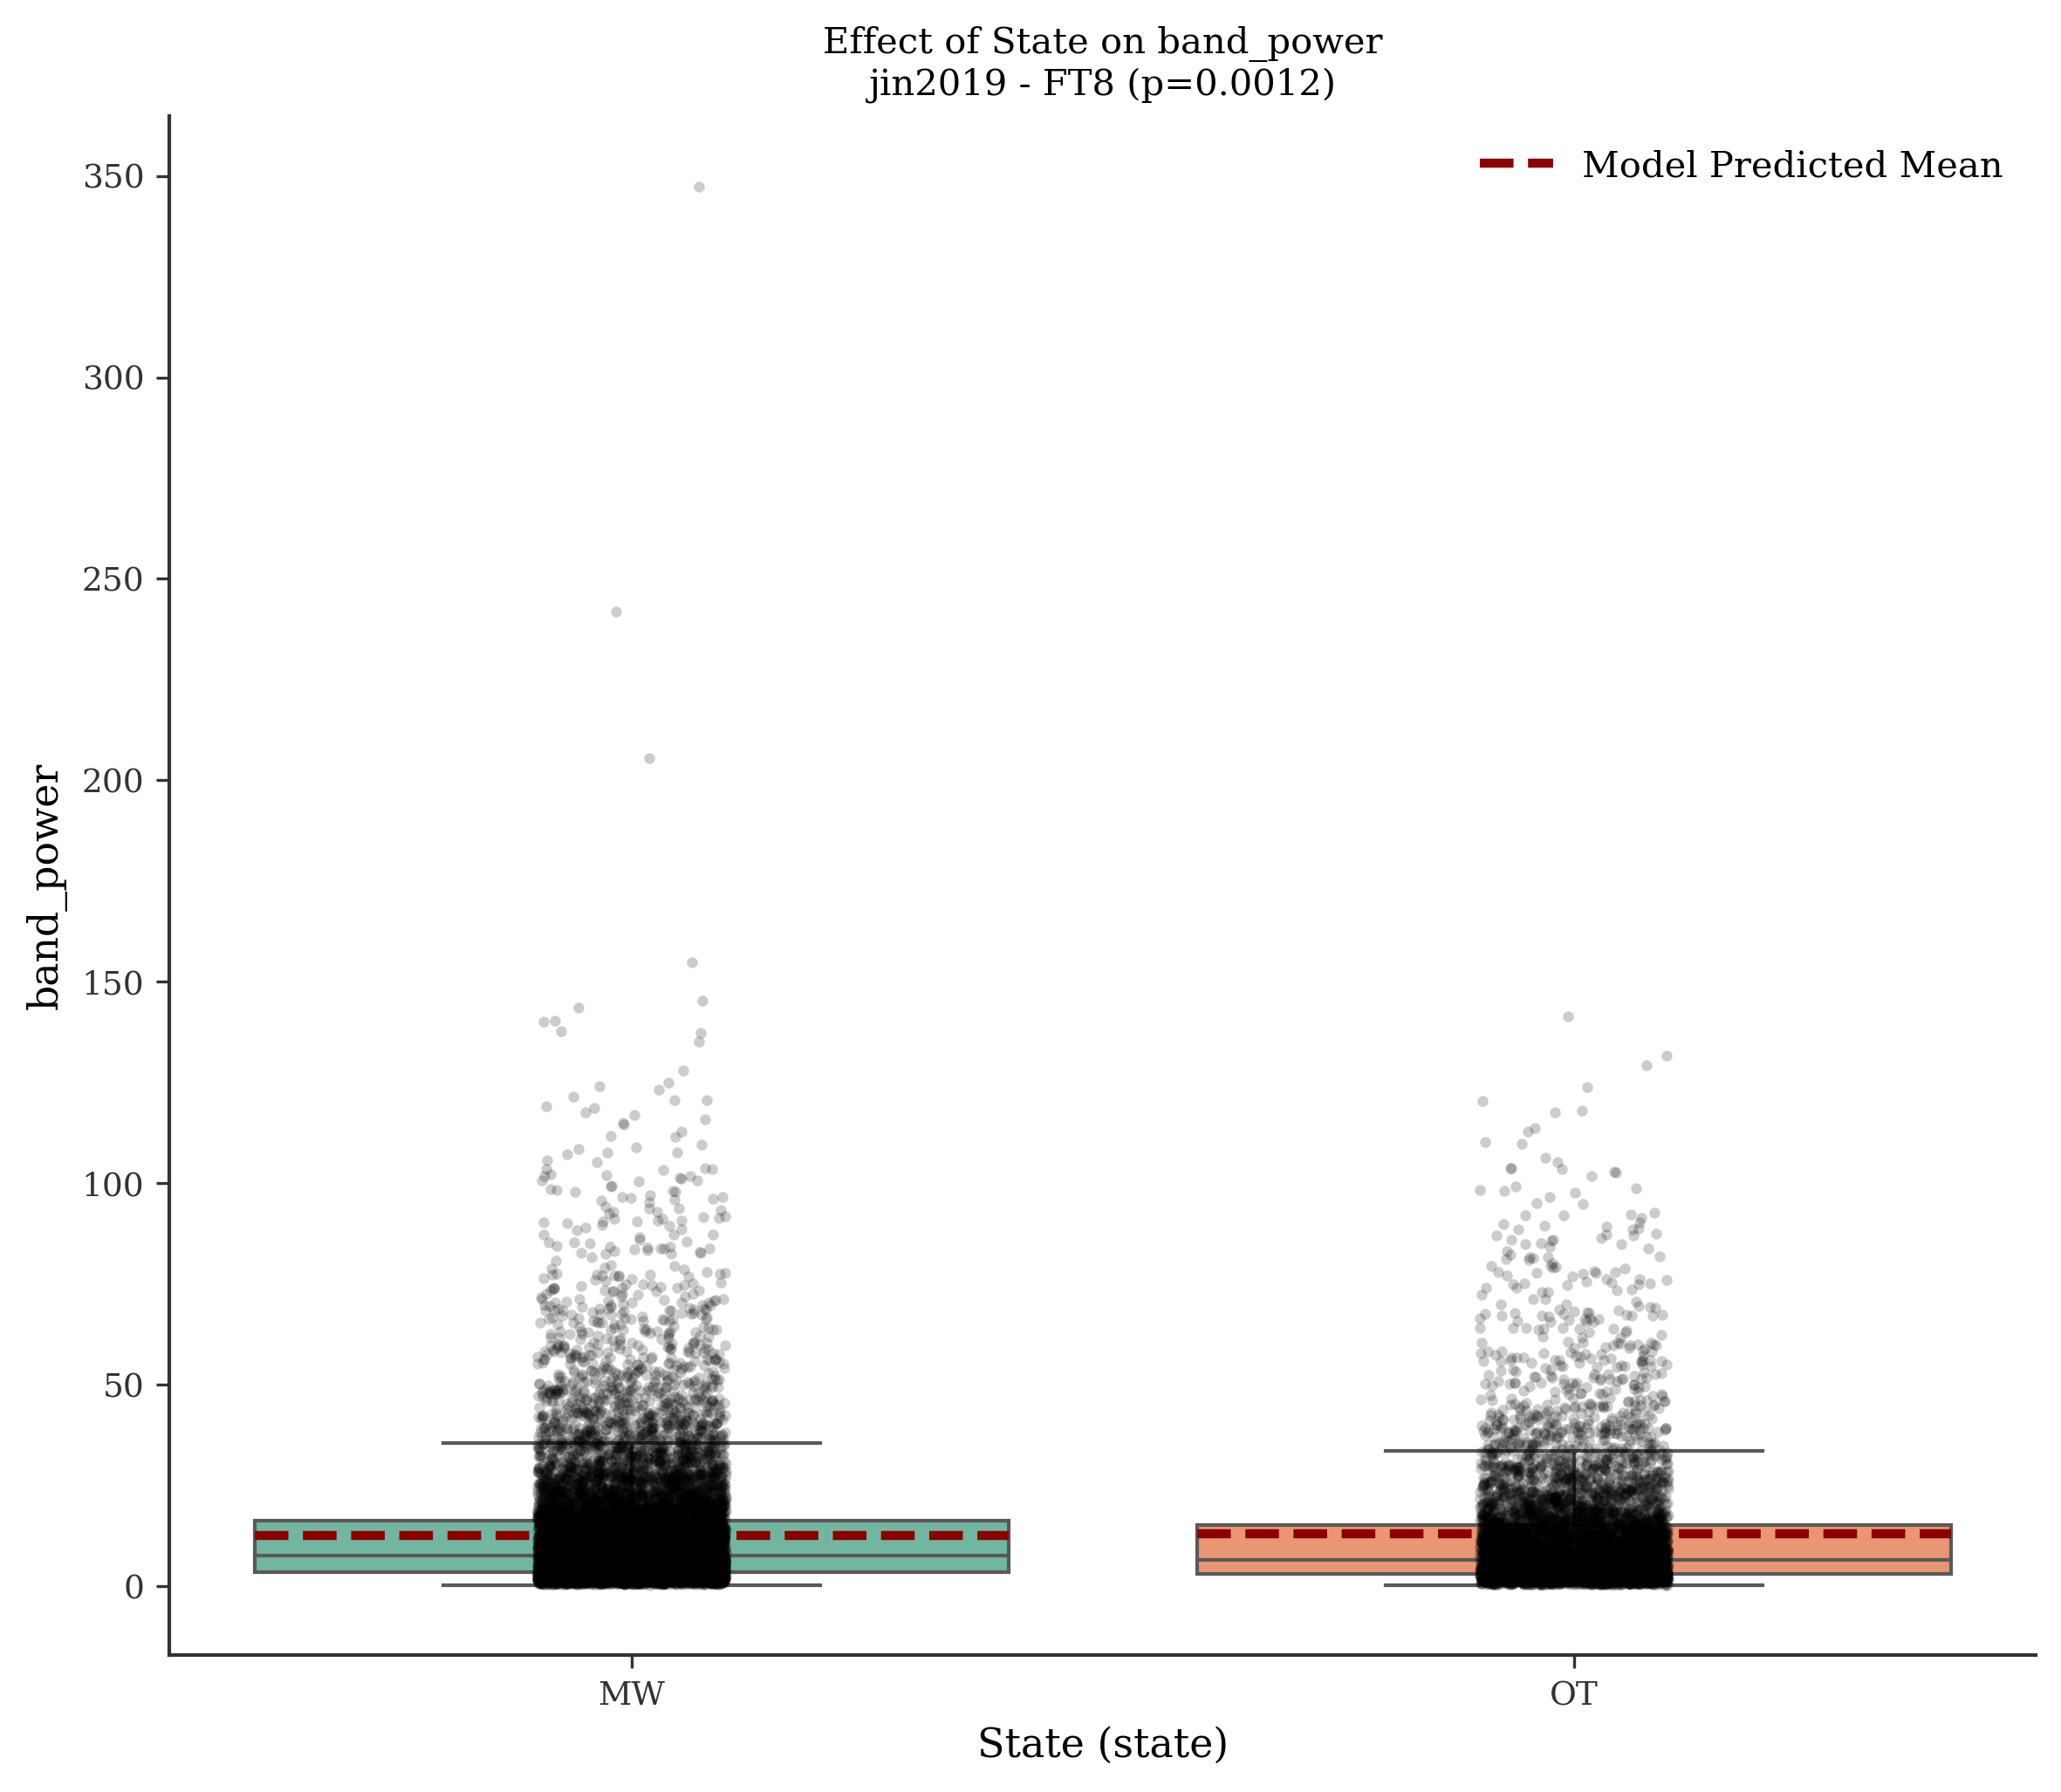 Effect of State on band_power
jin2019 - FT8 (p=0.0012)
Model Predicted Mean
band_power
350
300
250
200
150
100
50
0
MW
OT
State (state)